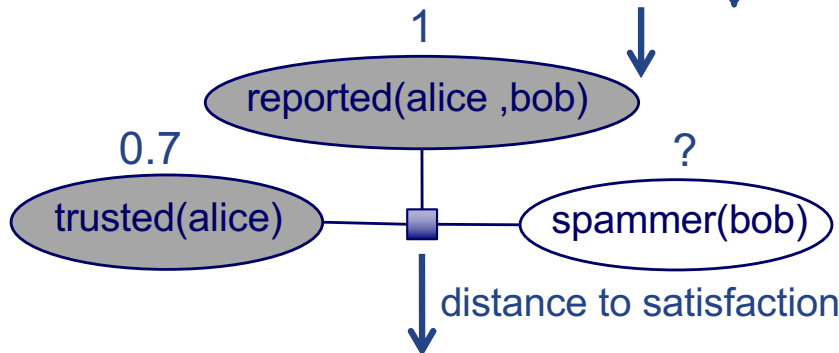 1
reported(alice ,bob)
0.7
?
trusted(alice)
spammer(bob)
distance to satisfaction